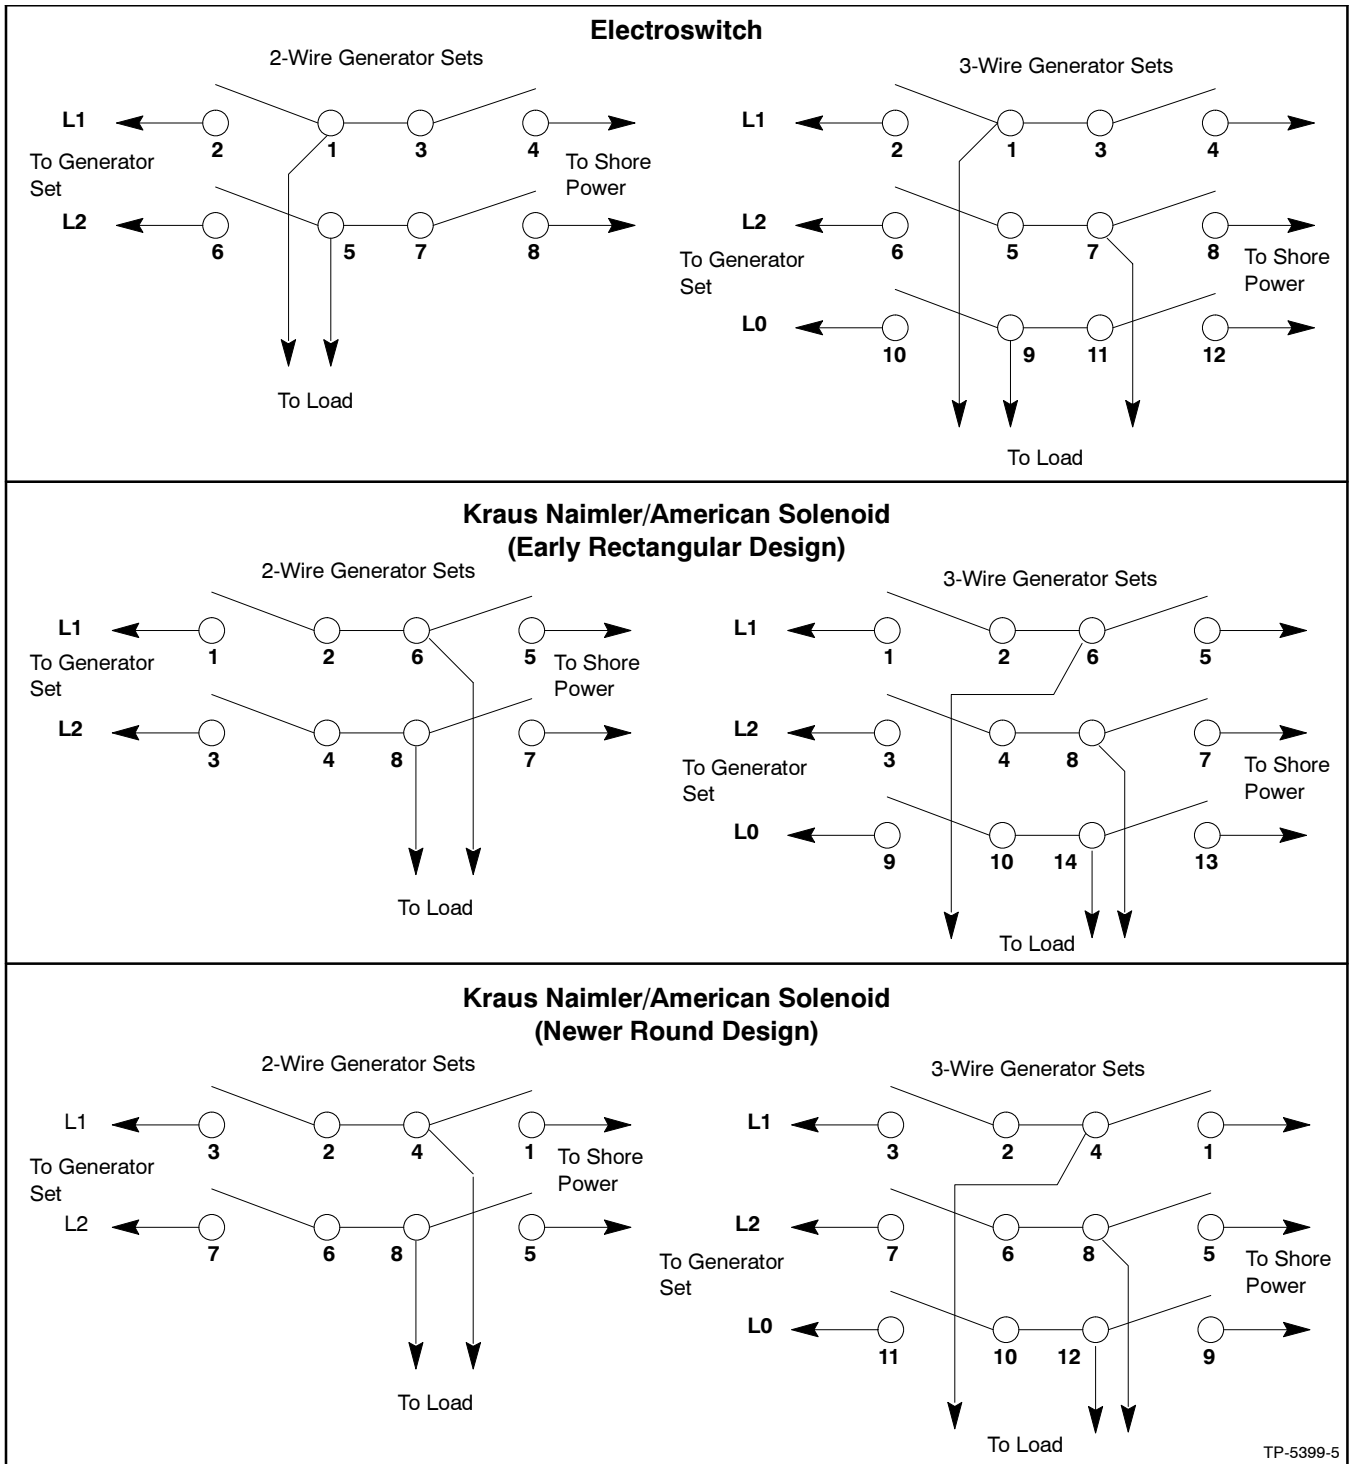 Electroswitch
2-Wire Generator Sets
L1
2
1
3
4
To Generator
Set
To Shore
Power
L2
6
5
7
8
To Load
3-Wire Generator Sets
L1
2
1
3
4
L2
6
5
7
8
To Generator
Set
To Shore
Power
L0
10
9
11
12
To Load
Kraus Naimler/American Solenoid
(Early Rectangular Design)
2-Wire Generator Sets
L1
1
2
6
5
To Generator
Set
To Shore
Power
L2
3
4
8
7
To Load
3-Wire Generator Sets
L1
1
2
6
5
L2
3
4
8
7
To Generator
Set
To Shore
Power
L0
9
10
14
13
To Load
Kraus Naimler/American Solenoid
(Newer Round Design)
2-Wire Generator Sets
L1
3
2
4
1
To Generator
Set
To Shore
Power
L2
7
6
8
5
To Load
3-Wire Generator Sets
L1
3
2
4
1
L2
7
6
8
5
To Generator
Set
To Shore
Power
L0
11
10
12
9
To Load
TP-5399-5